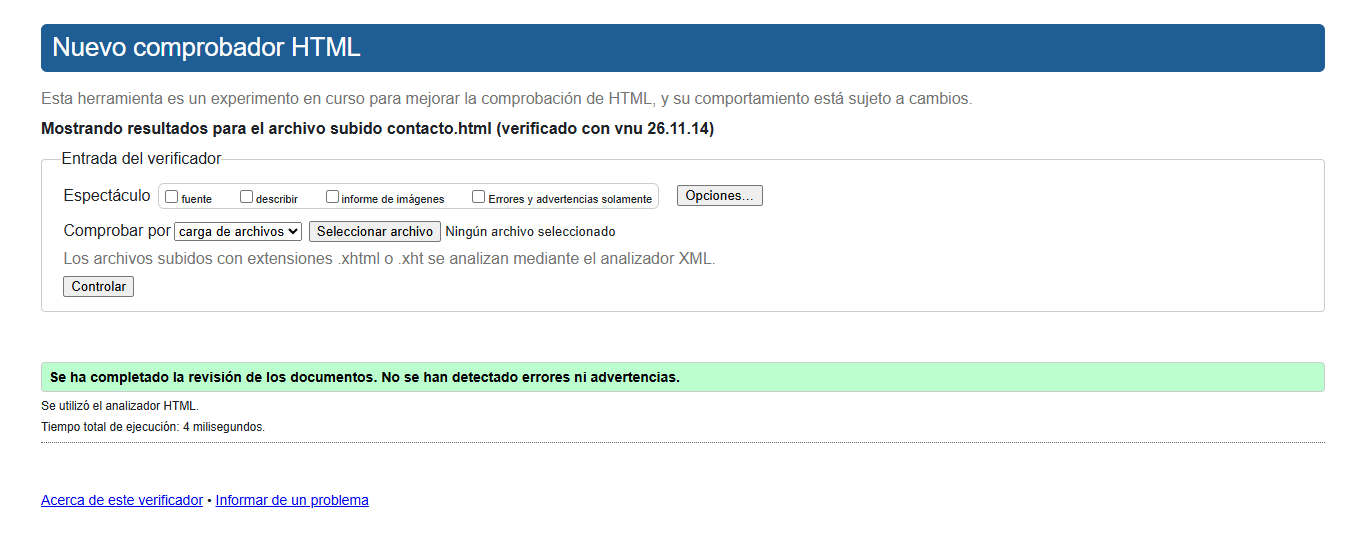 Nuevo comprobador HTML
Esta herramienta es un experimento en curso para mejorar la comprobación de HTML, y su comportamiento está sujeto a cambios.
Mostrando resultados para el archivo subido contacto.html (verificado con vnu 26.11.14)
Entrada del verificador
Espectáculo fuente describir informe de imágenes Errores y advertencias solamente Opciones...
Comprobar por carga de archivos Seleccionar archivo Ningún archivo seleccionado
Los archivos subidos con extensiones .xhtml o .xht se analizan mediante el analizador XML.
Controlar
Se ha completado la revisión de los documentos. No se han detectado errores ni advertencias.
Se utilizó el analizador HTML.
Tiempo total de ejecución: 4 milisegundos.
Acerca de este verificador • Informar de un problema